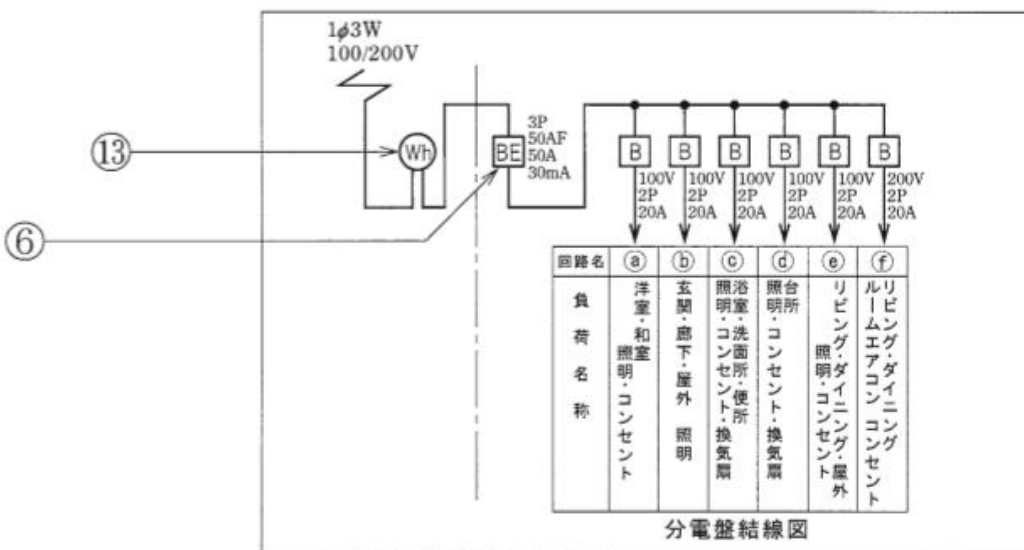 1φ3W
100/200V
⑬
Wh
BE
3P
50AF
50A
30mA
⑥
B
B
B
B
B
B
100V
2P
20A
100V
2P
20A
100V
2P
20A
100V
2P
20A
100V
2P
20A
200V
2P
20A
回路名 ⓐ ⓑ ⓒ ⓓ ⓔ ⓕ
負荷名称
洋室・和室
照明・コンセント
玄関・廊下・屋外 照明
浴室・洗面所・便所
照明・コンセント・換気扇
台所
照明・コンセント・換気扇
リビング・ダイニング・屋外
照明・コンセント
リビング・ダイニング
ルームエアコン コンセント
分電盤結線図